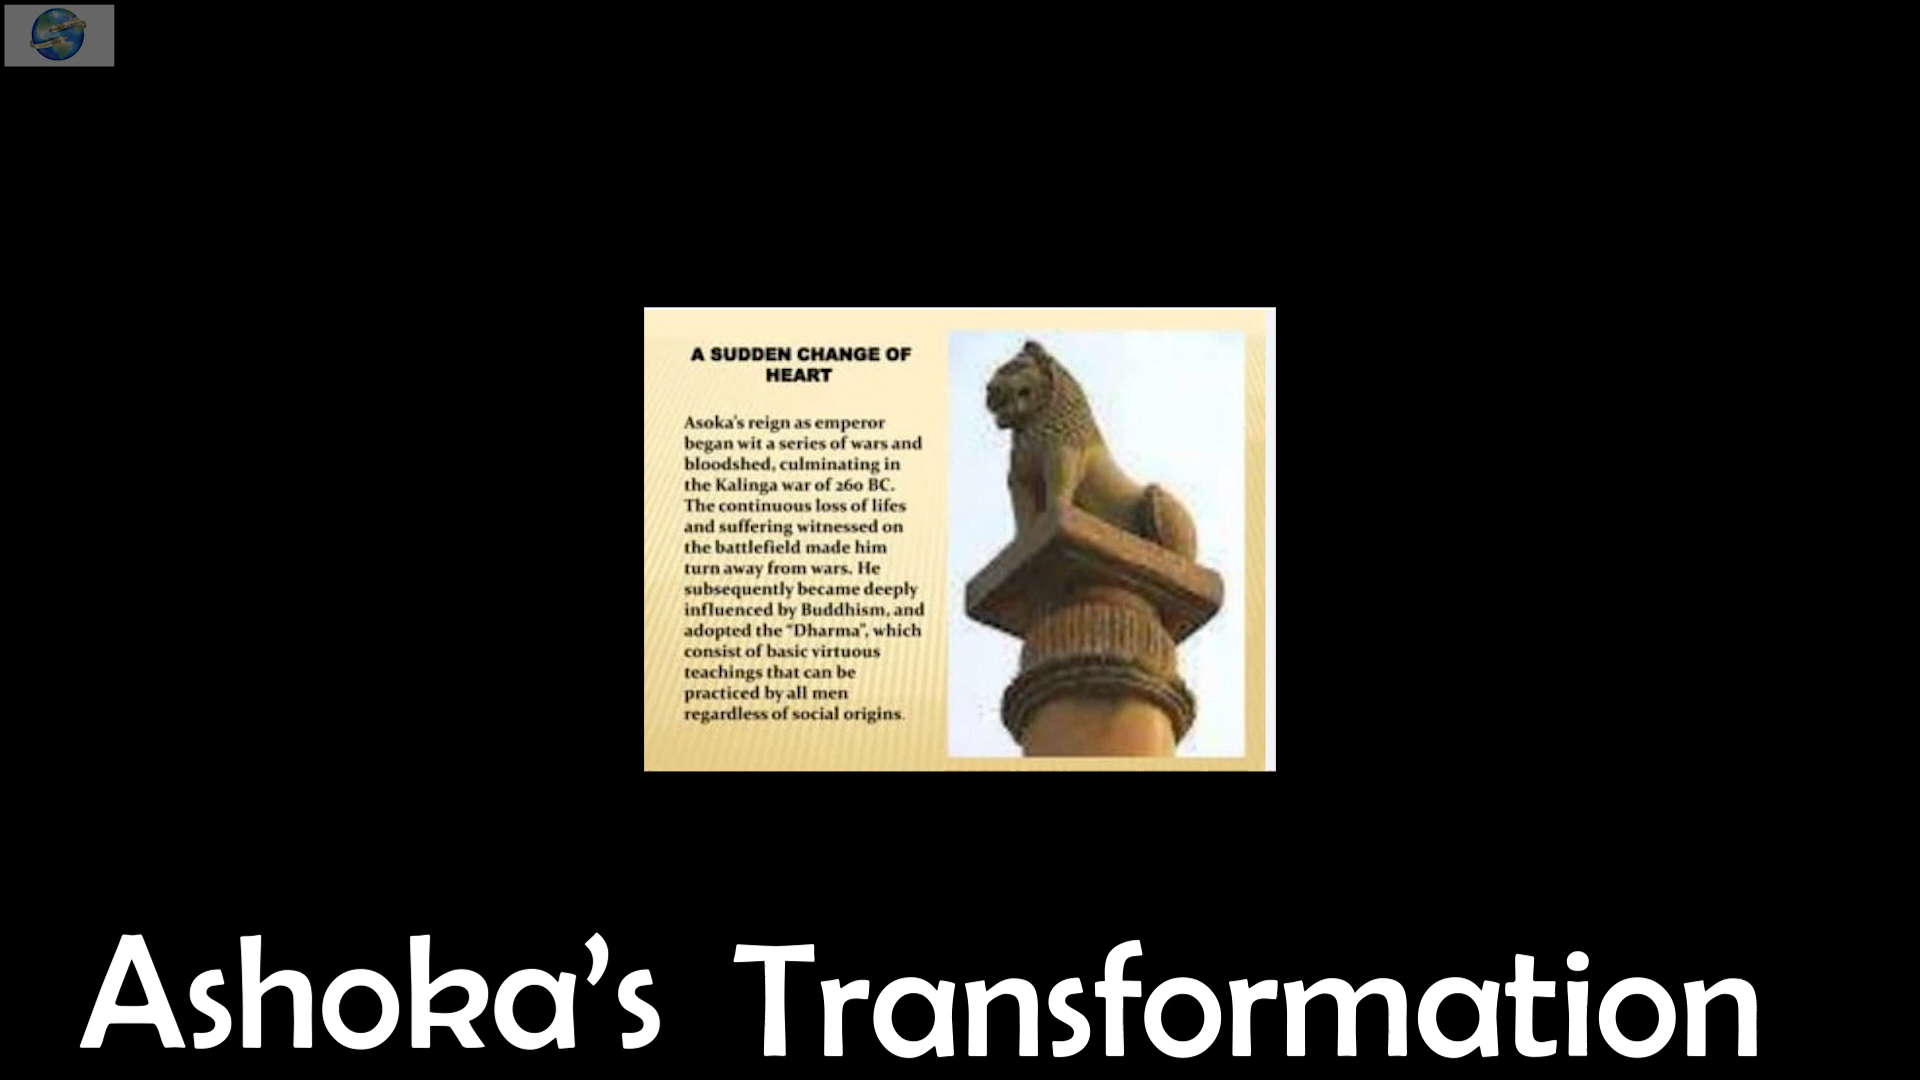 A SUDDEN CHANGE OF
HEART
Asoka's reign as emperor
began wit a series of wars and
bloodshed, culminating in
the Kalinga war of 260 BC.
The continuous loss of lifes
and suffering witnessed on
the battlefield made him
turn away from wars. He
subsequently became deeply
influenced by Buddhism, and
adopted the "Dharma", which
consist of basic virtuous
teachings that can be
practiced by all men
regardless of social origins.
Ashoka's Transformation